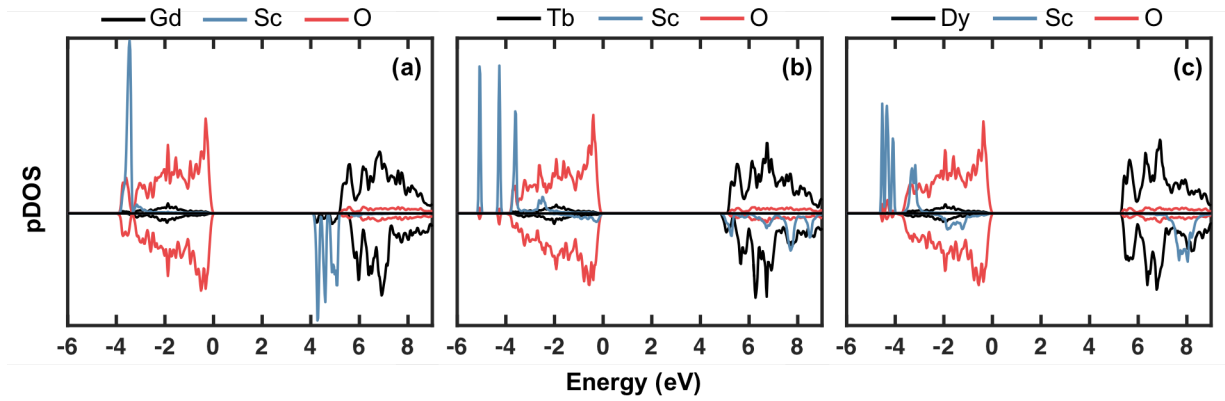 Gd Sc O Tb Sc O Dy Sc O
(a) (b) (c)
pDOS
-6 -4 -2 0 2 4 6 8 -6 -4 -2 0 2 4 6 8 -6 -4 -2 0 2 4 6 8
Energy (eV)